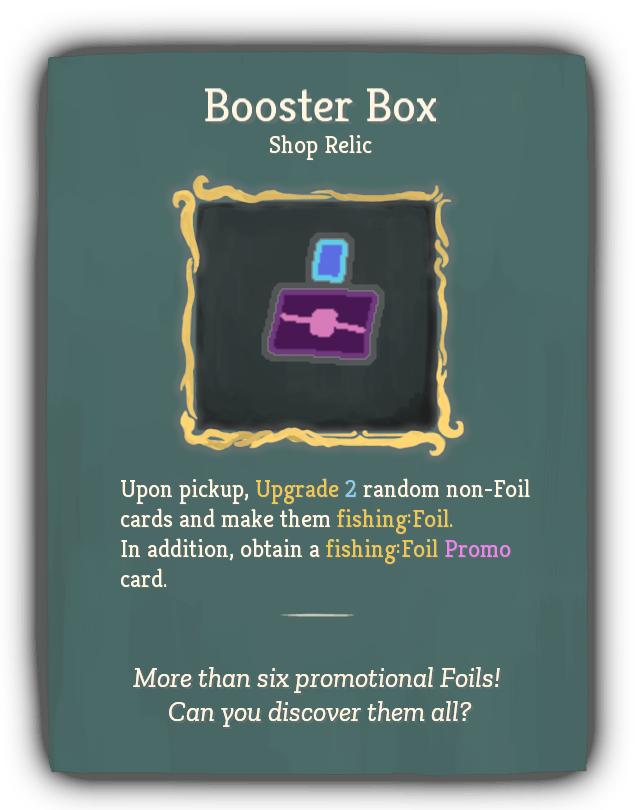 Booster Box
Shop Relic
Upon pickup, Upgrade 2 random non-Foil
cards and make them fishing:Foil.
In addition, obtain a fishing:Foil Promo
card.
More than six promotional Foils!
Can you discover them all?